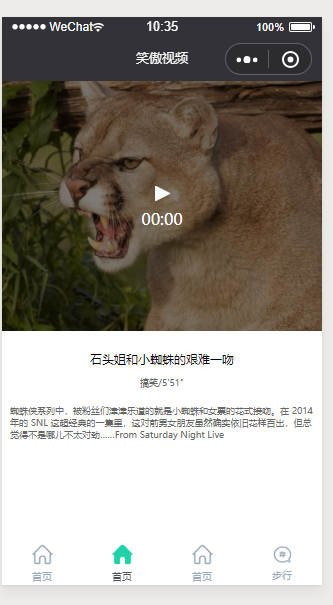 WeChat 10:35 100%
笑傲视频
00:00
石头姐和小蜘蛛的艰难一吻
搞笑/5'51"
蜘蛛侠系列中，被粉丝们津津乐道的就是小蜘蛛和女票的花式接吻。在 2014
年的 SNL 这超经典的一集里，这对前男女朋友虽然确实依旧花样百出，但总
觉得不是哪儿不太对劲……From Saturday Night Live
首页 首页 首页 步行